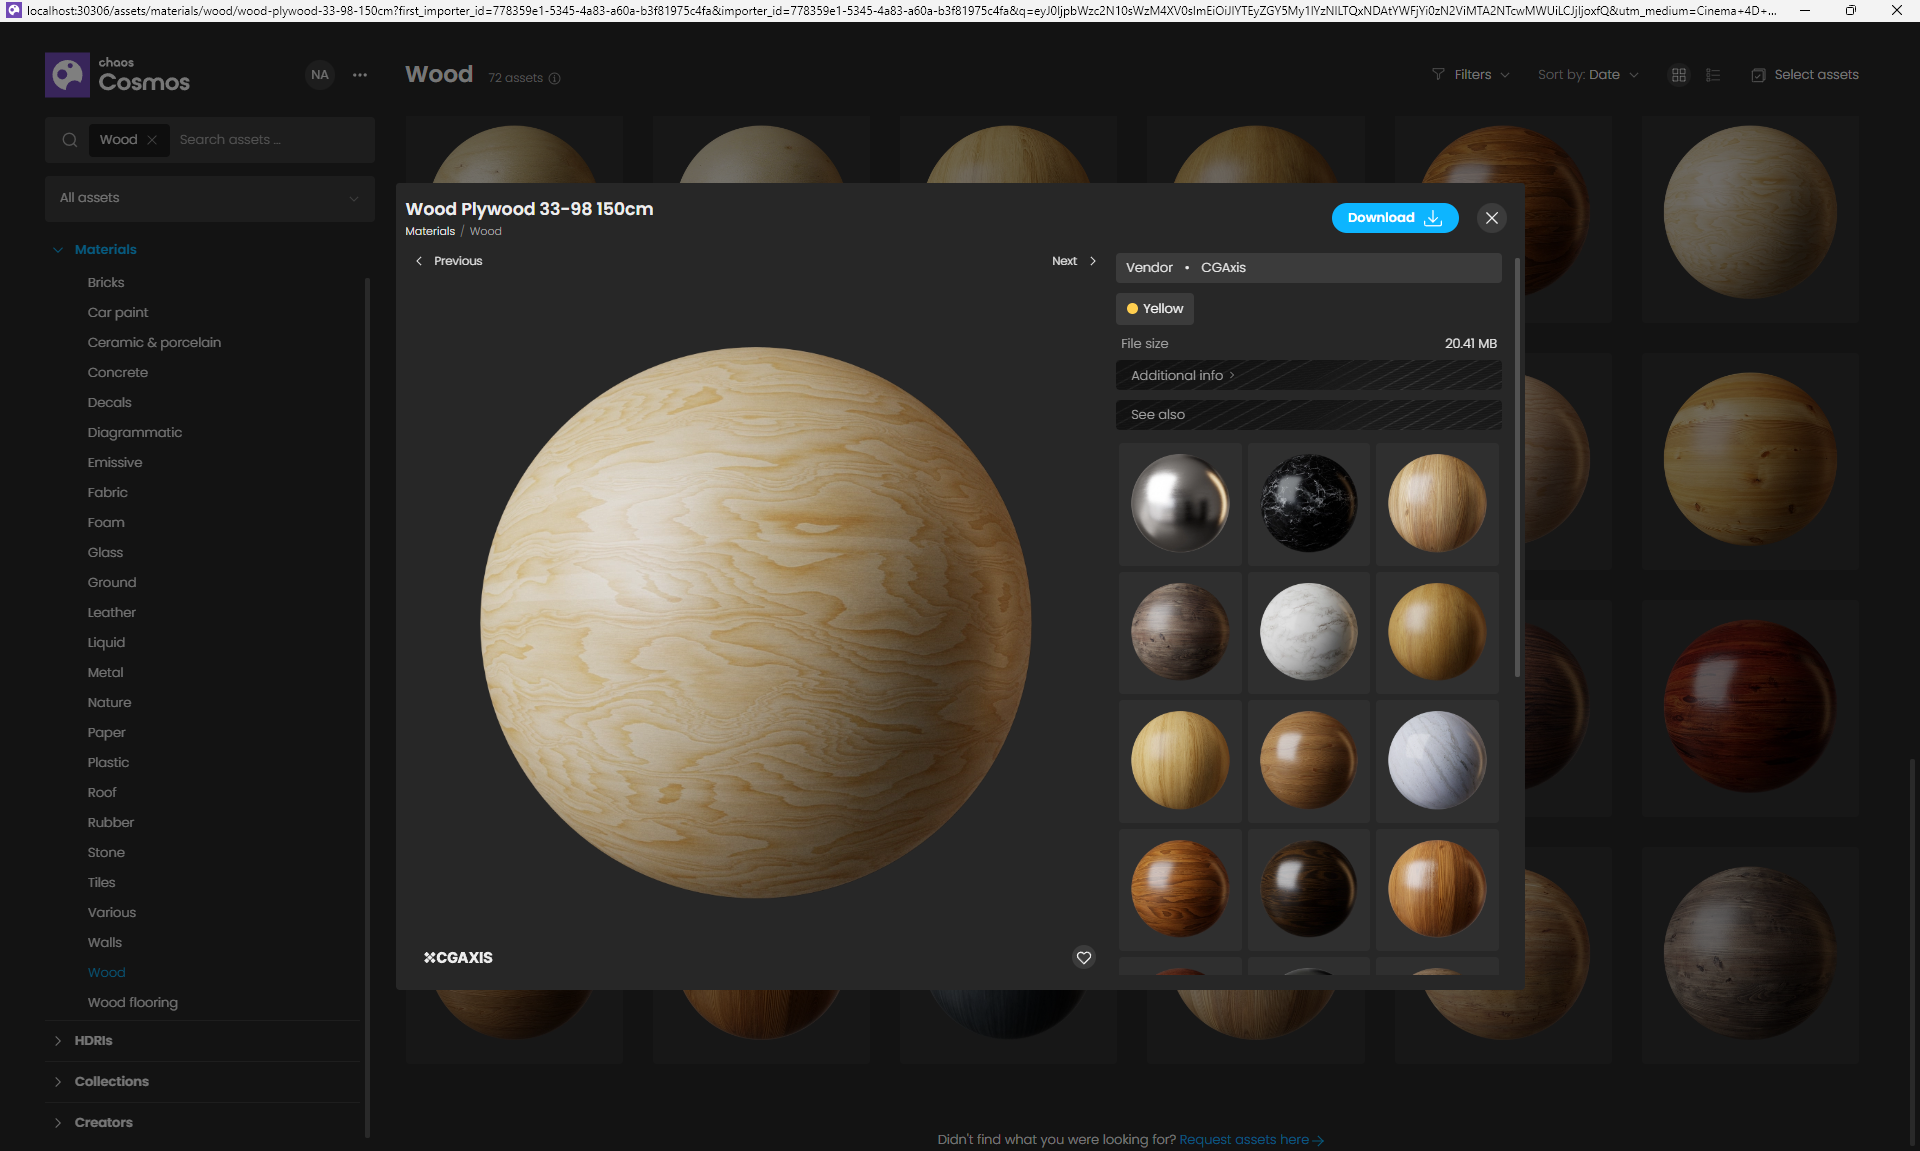 localhost:30306/assets/materials/wood/wood-plywood-33-98-150cm?first_importer_id=778359e1-5345-4a83-a60a-b3f81975c4fa&importer_id=778359e1-5345-4a83-a60a-b3f81975c4fa&q=
chaos
Cosmos
NA
Wood
72 assets
Filters
Sort by: Date
Select assets
Wood
Search assets ...
All assets
Materials
Bricks
Car paint
Ceramic & porcelain
Concrete
Decals
Diagrammatic
Emissive
Fabric
Foam
Glass
Ground
Leather
Liquid
Metal
Nature
Paper
Plastic
Roof
Rubber
Stone
Tiles
Various
Walls
Wood
Wood flooring
HDRIs
Collections
Creators
Wood Plywood 33-98 150cm
Materials / Wood
Download
Previous
Next
Vendor • CGAxis
Yellow
File size 20.41 MB
Additional info
See also
CGAXIS
Didn't find what you were looking for? Request assets here